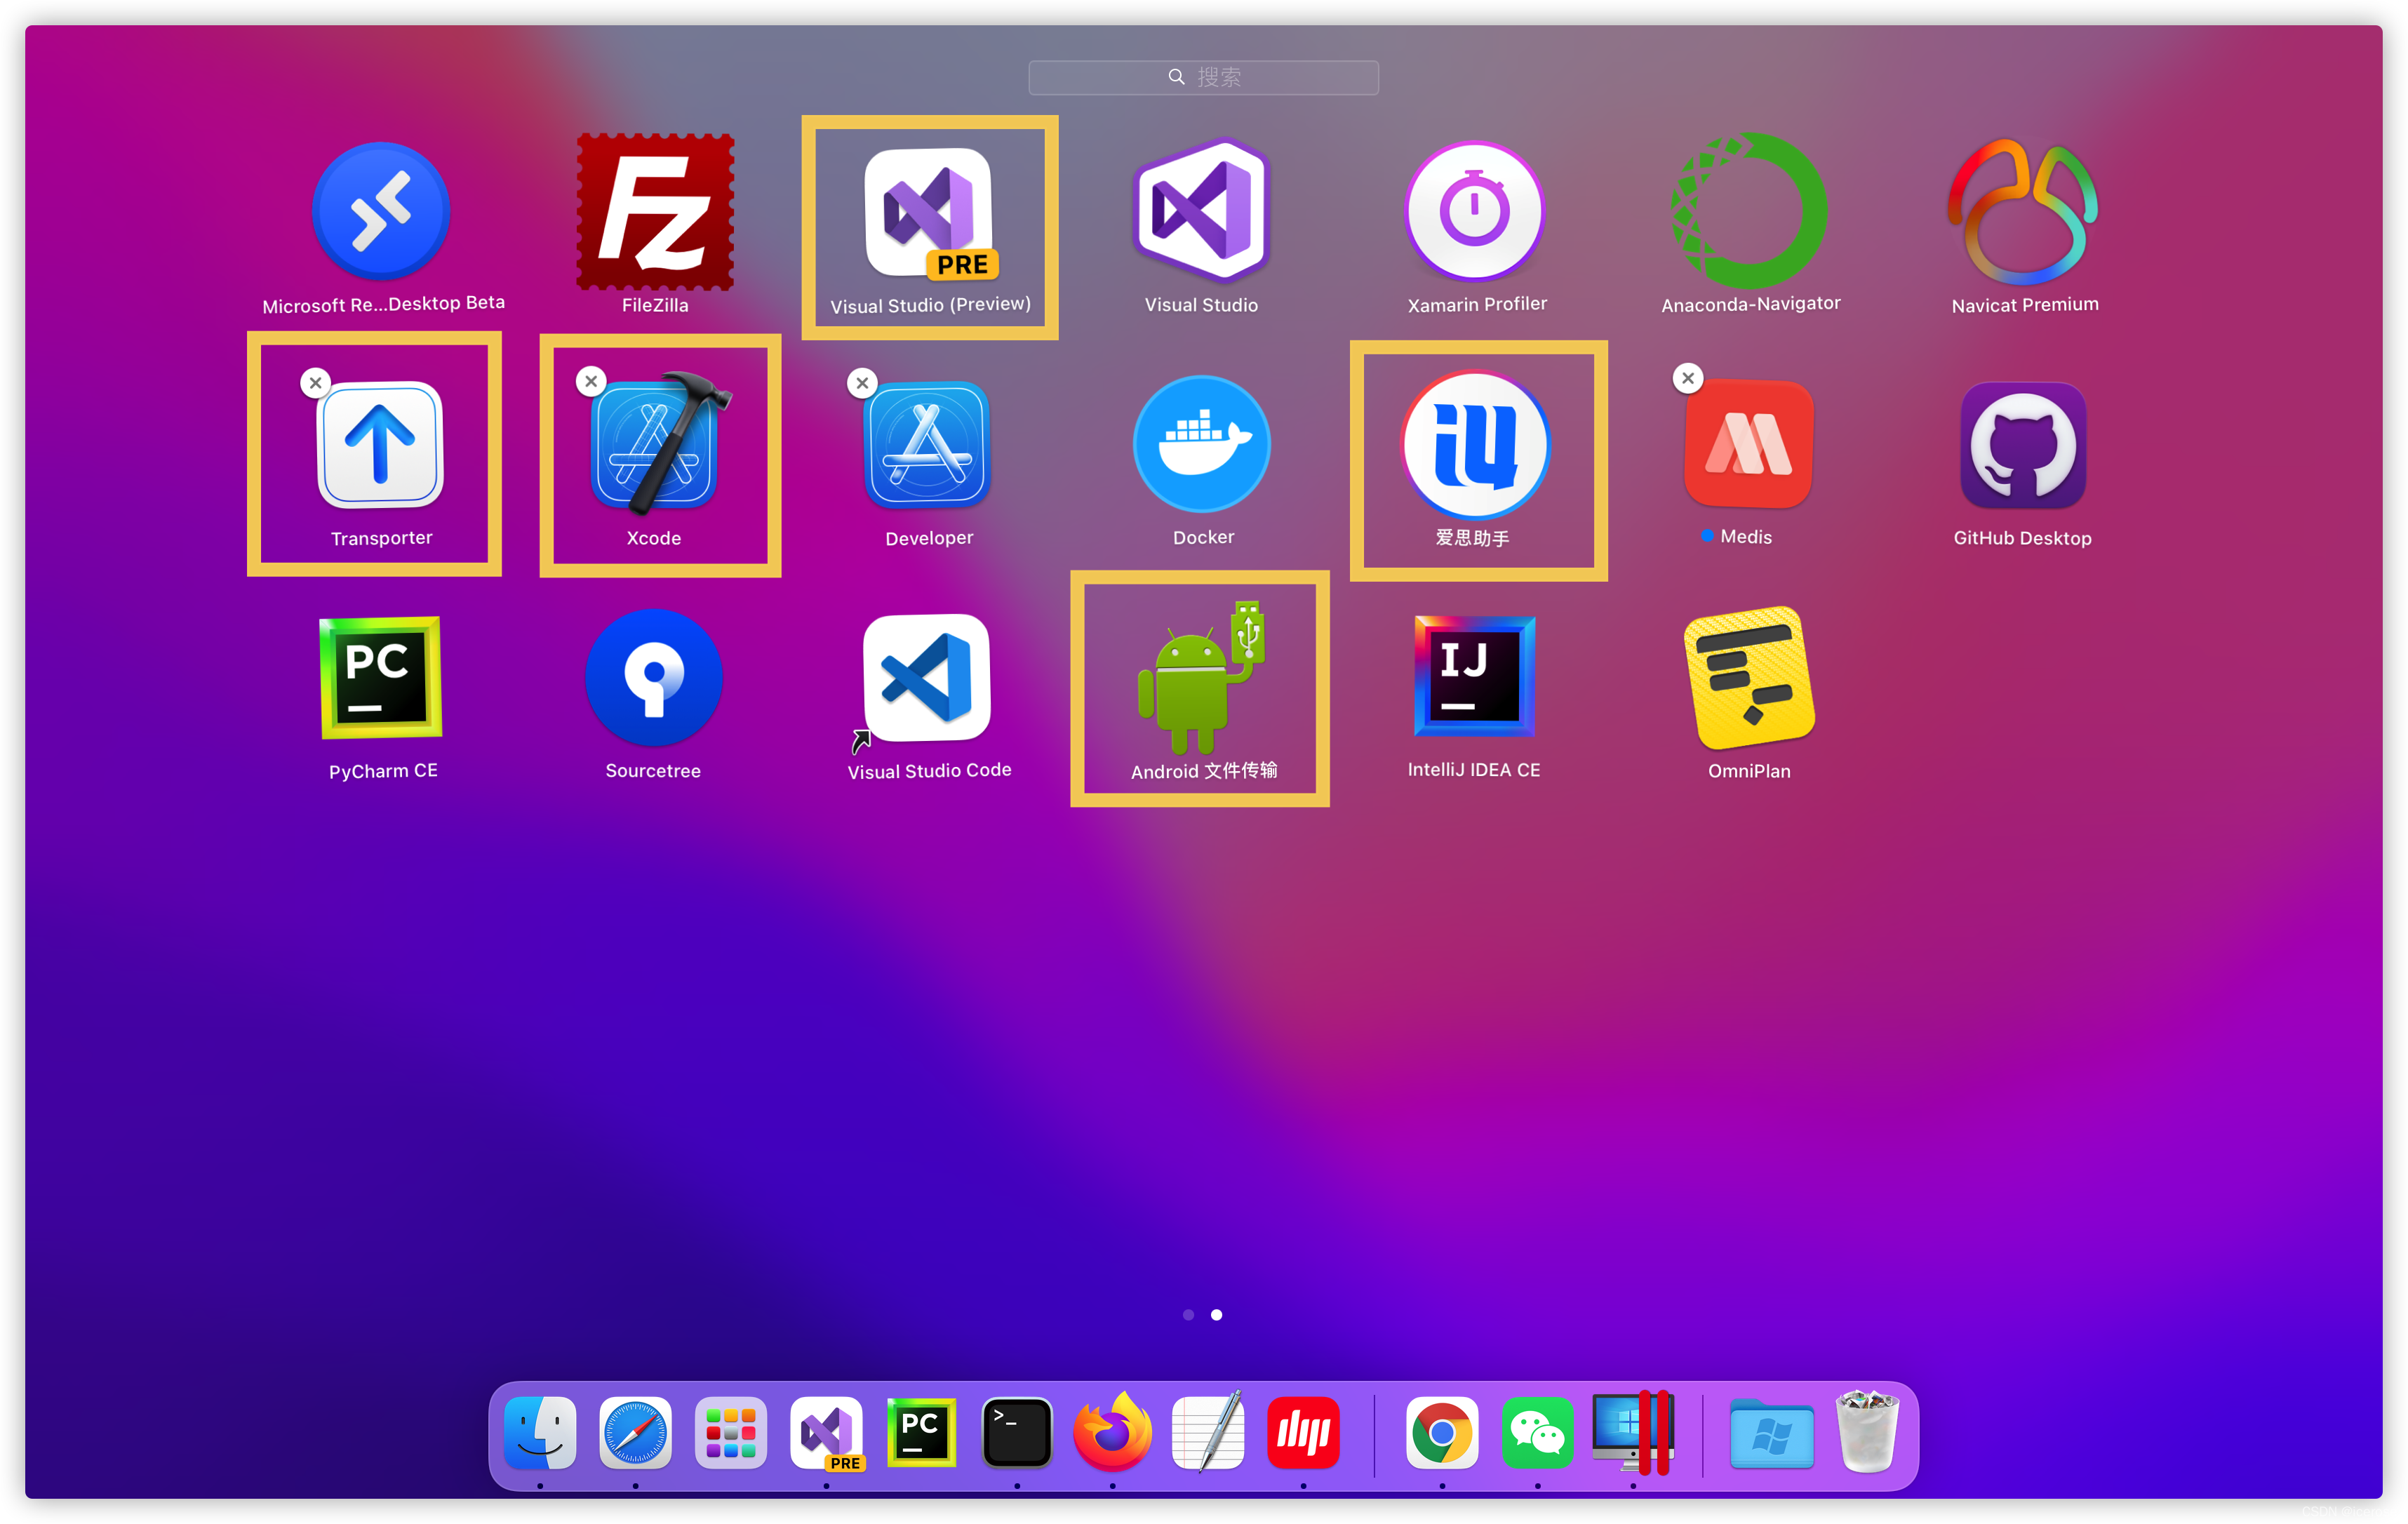 搜索
PRE
Microsoft Re...Desktop Beta
FileZilla
Visual Studio (Preview)
Visual Studio
Xamarin Profiler
Anaconda-Navigator
Navicat Premium
Transporter
Xcode
Developer
Docker
爱思助手
Medis
GitHub Desktop
PC
IJ
PyCharm CE
Sourcetree
Visual Studio Code
Android 文件传输
IntelliJ IDEA CE
OmniPlan
PRE
PC
>_